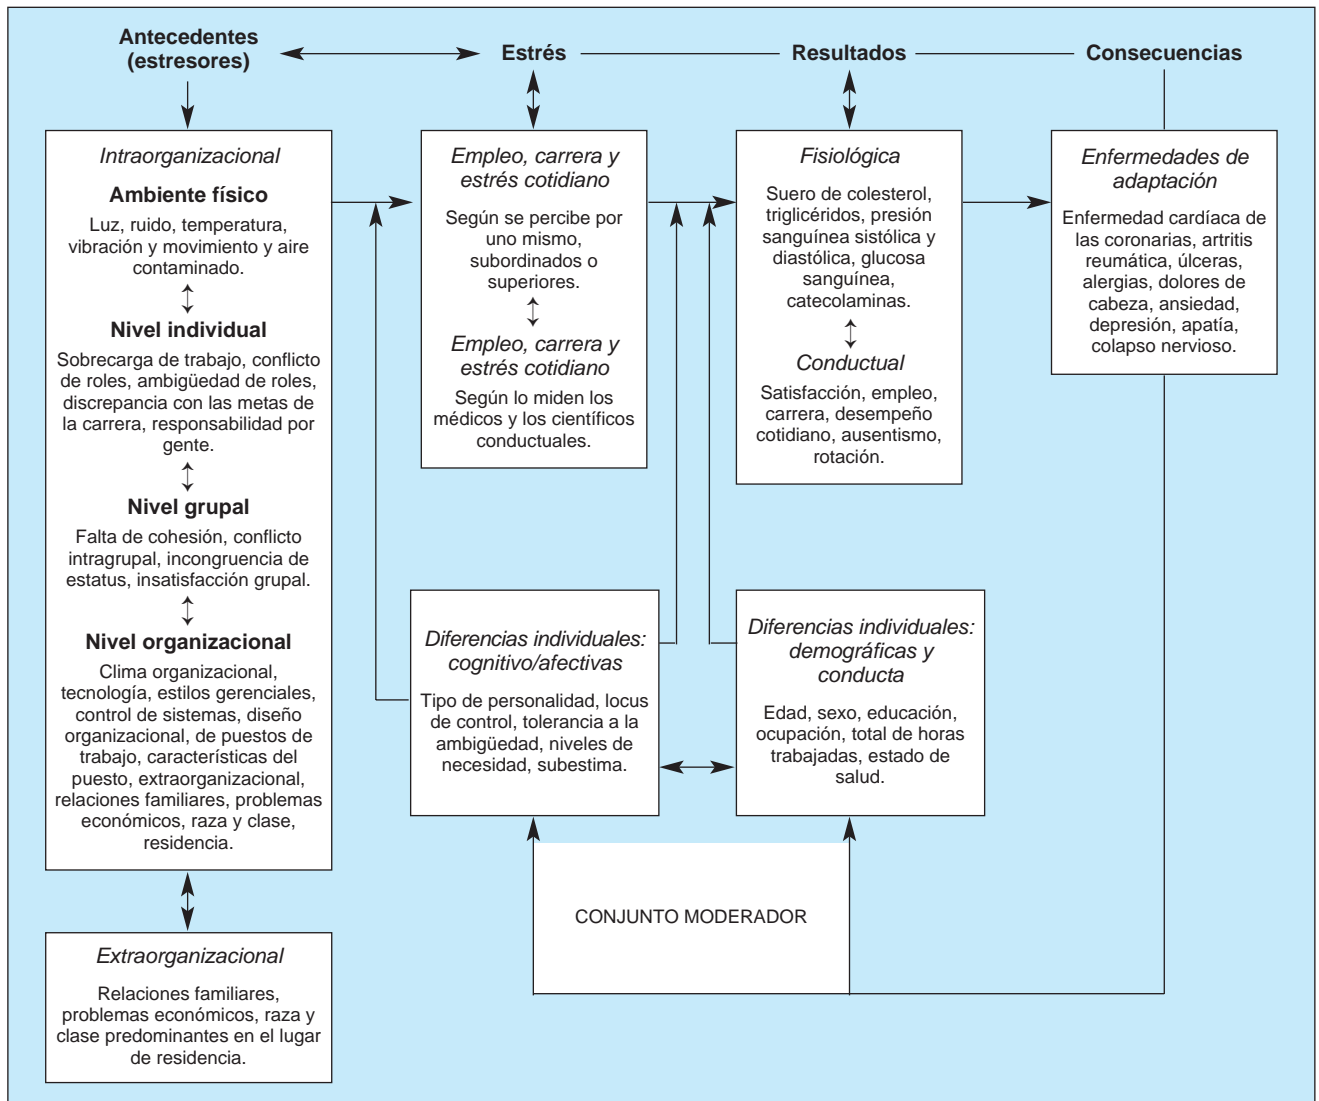 Antecedentes
(estresores)
Estrés
Resultados
Consecuencias
Intraorganizacional
Ambiente físico
Luz, ruido, temperatura,
vibración y movimiento y aire
contaminado.
Nivel individual
Sobrecarga de trabajo, conflicto
de roles, ambigüedad de roles,
discrepancia con las metas de
la carrera, responsabilidad por
gente.
Nivel grupal
Falta de cohesión, conflicto
intragrupal, incongruencia de
estatus, insatisfacción grupal.
Nivel organizacional
Clima organizacional,
tecnología, estilos gerenciales,
control de sistemas, diseño
organizacional, de puestos de
trabajo, características del
puesto, extraorganizacional,
relaciones familiares, problemas
económicos, raza y clase,
residencia.
Extraorganizacional
Relaciones familiares,
problemas económicos, raza y
clase predominantes en el lugar
de residencia.
Empleo, carrera y
estrés cotidiano
Según se percibe por
uno mismo,
subordinados o
superiores.
Empleo, carrera y
estrés cotidiano
Según lo miden los
médicos y los científicos
conductuales.
Fisiológica
Suero de colesterol,
triglicéridos, presión
sanguínea sistólica y
diastólica, glucosa
sanguínea,
catecolaminas.
Conductual
Satisfacción, empleo,
carrera, desempeño
cotidiano, ausentismo,
rotación.
Enfermedades de
adaptación
Enfermedad cardíaca de
las coronarias, artritis
reumática, úlceras,
alergias, dolores de
cabeza, ansiedad,
depresión, apatía,
colapso nervioso.
Diferencias individuales:
cognitivo/afectivas
Tipo de personalidad, locus
de control, tolerancia a la
ambigüedad, niveles de
necesidad, subestima.
Diferencias individuales:
demográficas y
conducta
Edad, sexo, educación,
ocupación, total de horas
trabajadas, estado de
salud.
CONJUNTO MODERADOR